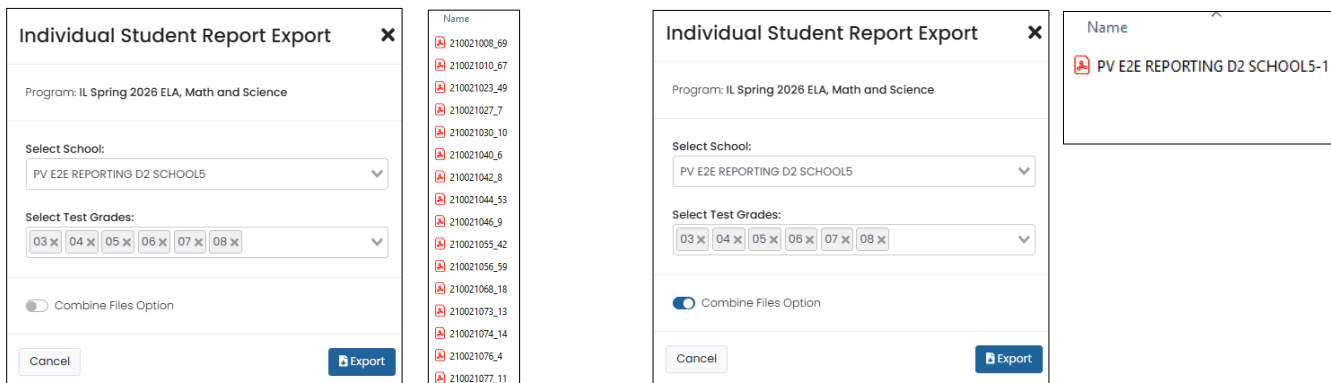 Individual Student Report Export
Program: IL Spring 2026 ELA, Math and Science
Select School:
PV E2E REPORTING D2 SCHOOL5
Select Test Grades:
03 x 04 x 05 x 06 x 07 x 08 x
Combine Files Option
Cancel
Export
Name
210021008_69
210021010_67
210021023_49
210021027_7
210021030_10
210021040_6
210021042_8
210021044_53
210021046_9
210021055_42
210021056_59
210021068_18
210021073_13
210021074_14
210021076_4
210021077_11
Individual Student Report Export
Program: IL Spring 2026 ELA, Math and Science
Select School:
PV E2E REPORTING D2 SCHOOL5
Select Test Grades:
03 x 04 x 05 x 06 x 07 x 08 x
Combine Files Option
Cancel
Export
Name
PV E2E REPORTING D2 SCHOOL5-1